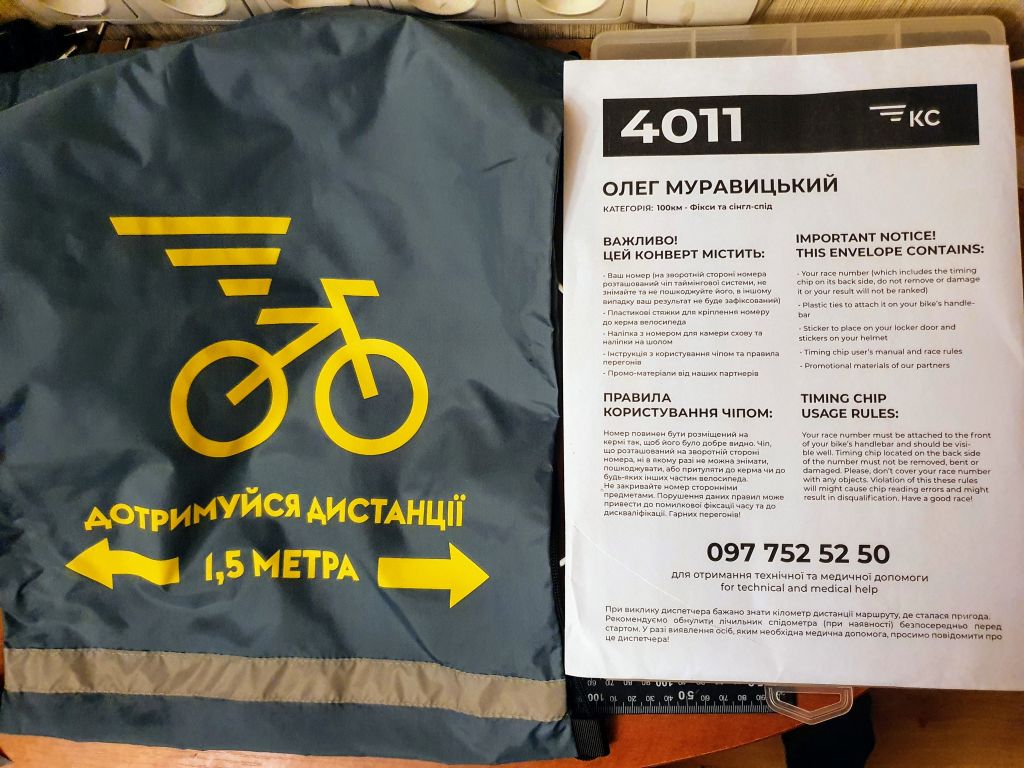 ДОТРИМУЙСЯ ДИСТАНЦІЇ
1,5 МЕТРА
4011
КС
ОЛЕГ МУРАВИЦЬКИЙ
КАТЕГОРІЯ: 100км - Фікси та сінгл-спід
ВАЖЛИВО!
ЦЕЙ КОНВЕРТ МІСТИТЬ:
- Ваш номер (на зворотній стороні номера
розташований чіп таймінгової системи, не
знімайте та не пошкоджуйте його, в іншому
випадку ваш результат не буде зафіксований)
- Пластикові стяжки для кріплення номеру
до керма велосипеда
- Наліпка з номером для камери схову та
наліпки на шолом
- Інструкція з користування чіпом та правила
перегонів
- Промо-матеріали від наших партнерів
IMPORTANT NOTICE!
THIS ENVELOPE CONTAINS:
- Your race number (which includes the timing
chip on its back side, do not remove or damage
it or your result will not be ranked)
- Plastic ties to attach it on your bike's handle-
bar
- Sticker to place on your locker door and
stickers on your helmet
- Timing chip user's manual and race rules
- Promotional materials of our partners
ПРАВИЛА
КОРИСТУВАННЯ ЧІПОМ:
Номер повинен бути розміщений на
кермі так, щоб його було добре видно. Чіп,
що розташований на зворотній стороні
номера, ні в якому разі не можна знімати,
пошкоджувати, або притуляти до керма чи до
будь-яких інших частин велосипеда.
Не закривайте номер сторонніми
предметами. Порушення даних правил може
привести до помилкової фіксації часу та до
дискваліфікації. Гарних перегонів!
TIMING CHIP
USAGE RULES:
Your race number must be attached to the front
of your bike's handlebar and should be visi-
ble well. Timing chip located on the back side
of the number must not be removed, bent or
damaged. Please, don't cover your race number
with any objects. Violation of this these rules
will might cause chip reading errors and might
result in disqualification. Have a good race!
097 752 52 50
для отримання технічної та медичної допомоги
for technical and medical help
При виклику диспетчера бажано знати кілометр дистанції маршруту, де сталася пригода.
Рекомендуємо обнулити лічильник спідометра (при наявності) безпосередньо перед
стартом. У разі виявлення осіб, яким необхідна медична допомога, просимо повідомити про
це диспетчера!